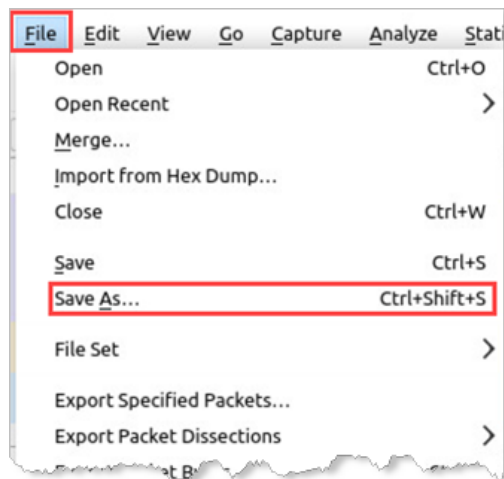 File Edit View Go Capture Analyze Stati
Open Ctrl+O
Open Recent
Merge...
Import from Hex Dump...
Close Ctrl+W
Save Ctrl+S
Save As... Ctrl+Shift+S
File Set
Export Specified Packets...
Export Packet Dissections